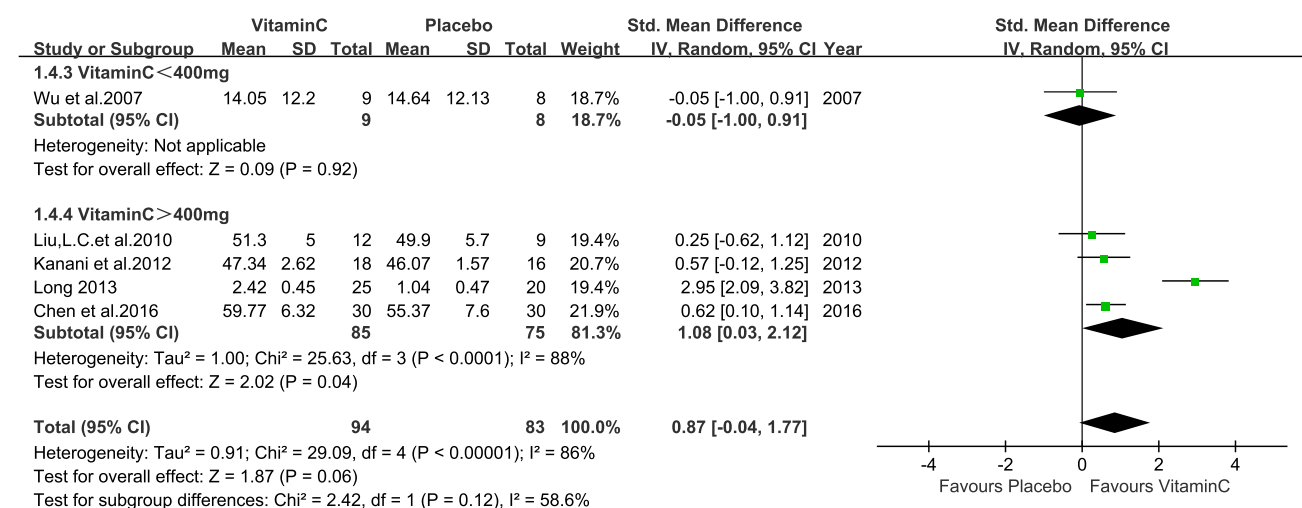 VitaminC Placebo Std. Mean Difference Std. Mean Difference
Study or Subgroup Mean SD Total Mean SD Total Weight IV, Random, 95% CI Year IV, Random, 95% CI
1.4.3 VitaminC＜400mg
Wu et al.2007 14.05 12.2 9 14.64 12.13 8 18.7% -0.05 [-1.00, 0.91] 2007
Subtotal (95% CI) 9 8 18.7% -0.05 [-1.00, 0.91]
Heterogeneity: Not applicable
Test for overall effect: Z = 0.09 (P = 0.92)
1.4.4 VitaminC＞400mg
Liu,L.C.et al.2010 51.3 5 12 49.9 5.7 9 19.4% 0.25 [-0.62, 1.12] 2010
Kanani et al.2012 47.34 2.62 18 46.07 1.57 16 20.7% 0.57 [-0.12, 1.25] 2012
Long 2013 2.42 0.45 25 1.04 0.47 20 19.4% 2.95 [2.09, 3.82] 2013
Chen et al.2016 59.77 6.32 30 55.37 7.6 30 21.9% 0.62 [0.10, 1.14] 2016
Subtotal (95% CI) 85 75 81.3% 1.08 [0.03, 2.12]
Heterogeneity: Tau² = 1.00; Chi² = 25.63, df = 3 (P < 0.0001); I² = 88%
Test for overall effect: Z = 2.02 (P = 0.04)
Total (95% CI) 94 83 100.0% 0.87 [-0.04, 1.77]
Heterogeneity: Tau² = 0.91; Chi² = 29.09, df = 4 (P < 0.00001); I² = 86%
Test for overall effect: Z = 1.87 (P = 0.06)
Test for subgroup differences: Chi² = 2.42, df = 1 (P = 0.12), I² = 58.6%
-4 -2 0 2 4
Favours Placebo Favours VitaminC